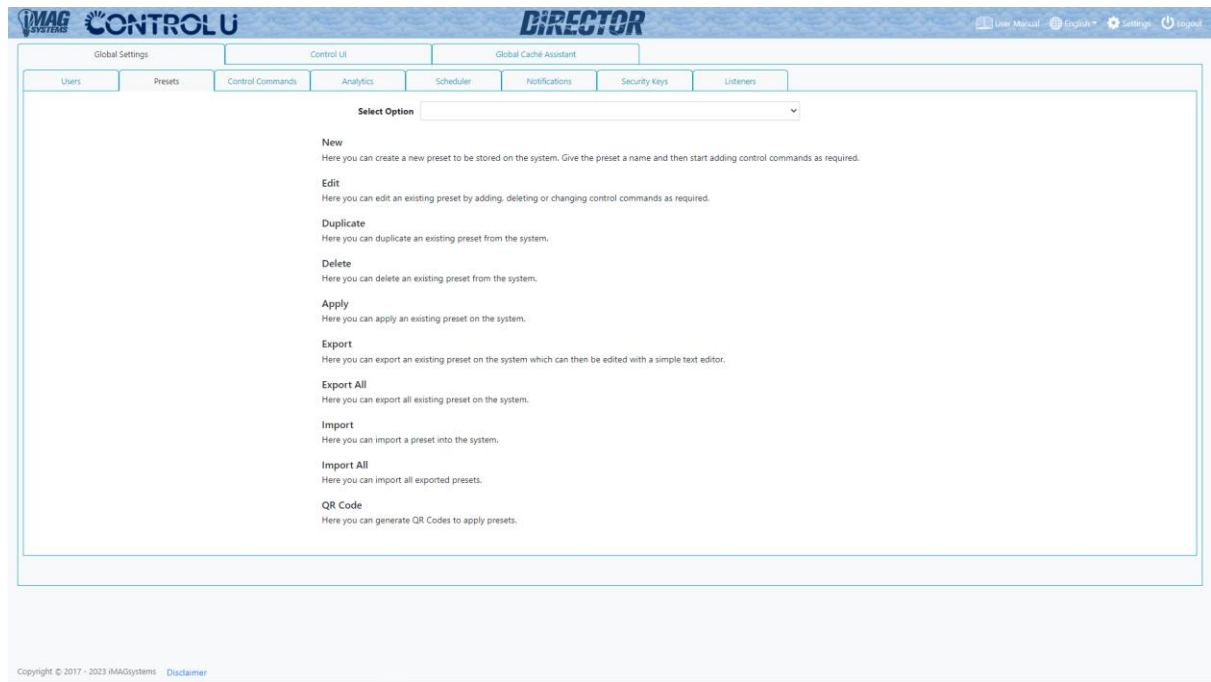 iMAG SYSTEMS CONTROL U DiRECTOR User Manual English Settings Logout
Global Settings Control UI Global Caché Assistant
Users Presets Control Commands Analytics Scheduler Notifications Security Keys Listeners
Select Option
New
Here you can create a new preset to be stored on the system. Give the preset a name and then start adding control commands as required.
Edit
Here you can edit an existing preset by adding, deleting or changing control commands as required.
Duplicate
Here you can duplicate an existing preset from the system.
Delete
Here you can delete an existing preset from the system.
Apply
Here you can apply an existing preset on the system.
Export
Here you can export an existing preset on the system which can then be edited with a simple text editor.
Export All
Here you can export all existing preset on the system.
Import
Here you can import a preset into the system.
Import All
Here you can import all exported presets.
QR Code
Here you can generate QR Codes to apply presets.
Copyright © 2017 - 2023 iMAGsystems Disclaimer